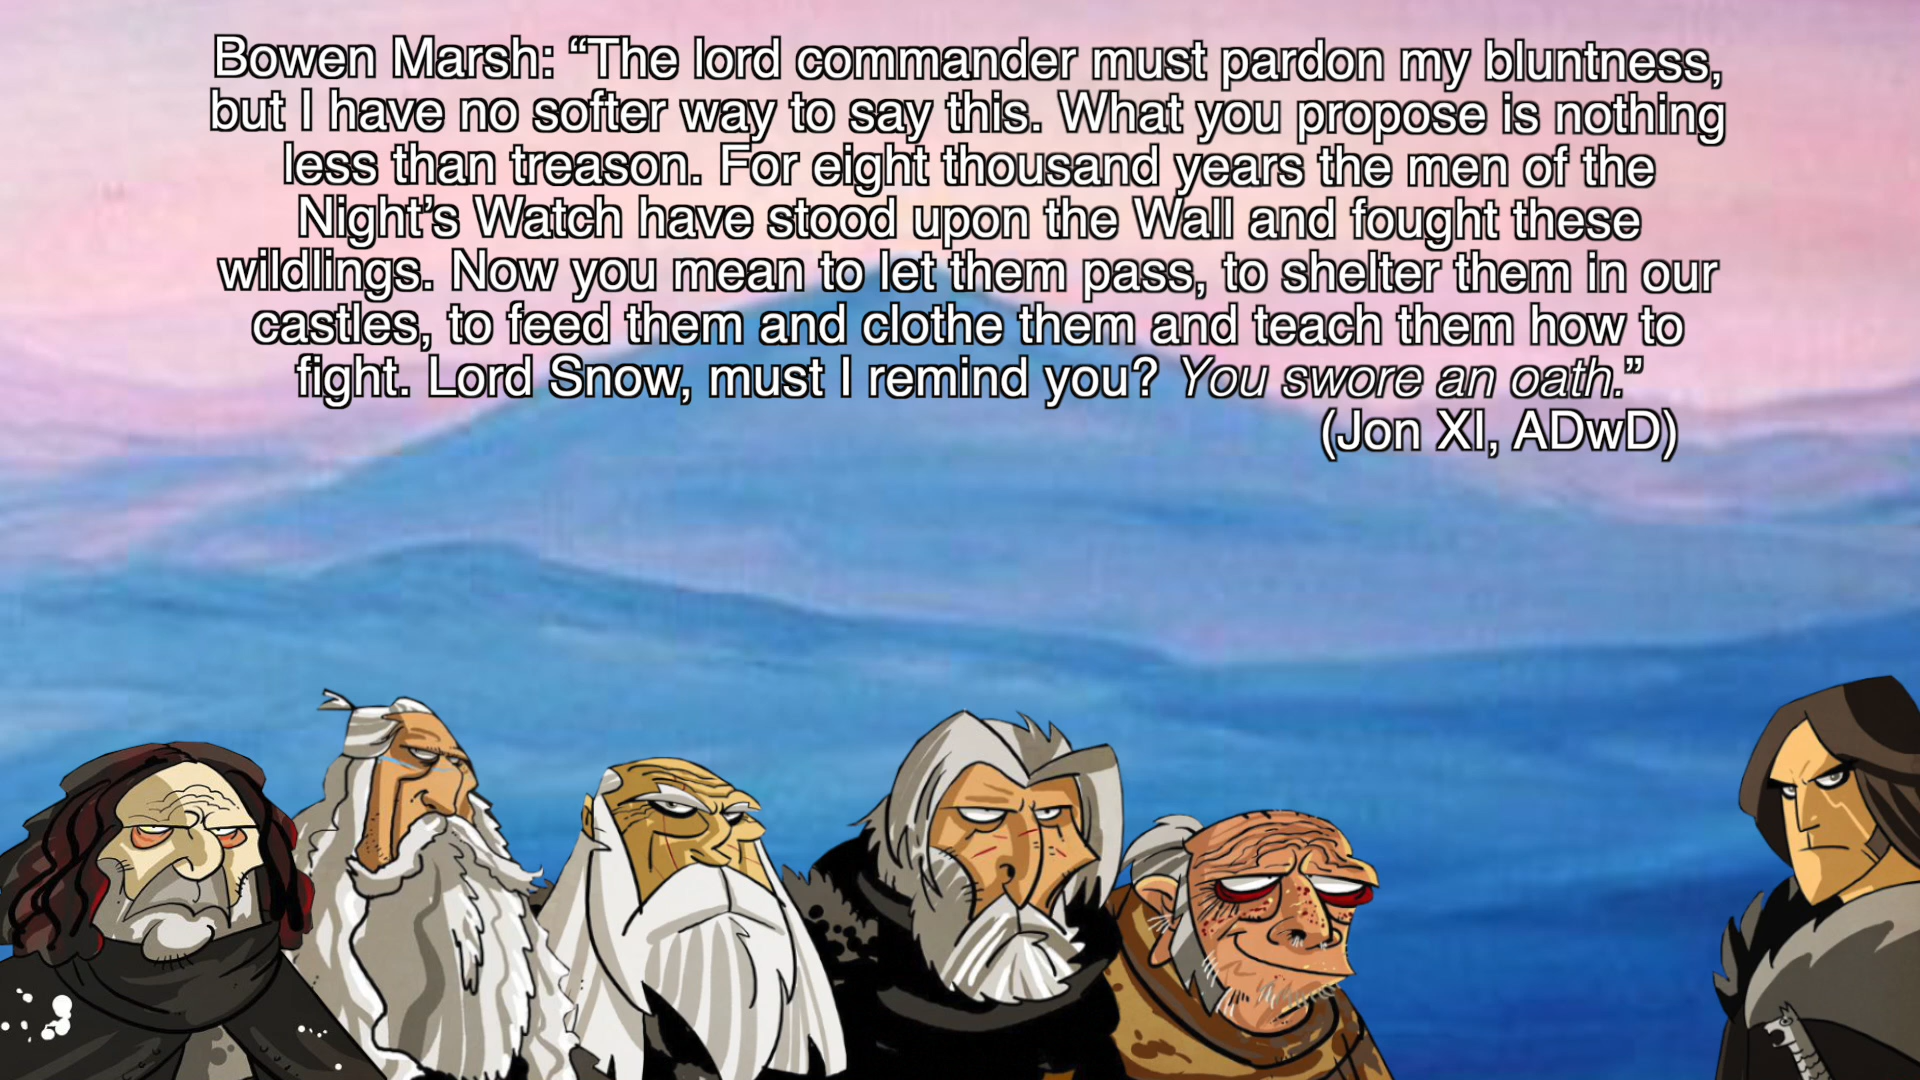 Bowen Marsh: “The lord commander must pardon my bluntness,
but I have no softer way to say this. What you propose is nothing
less than treason. For eight thousand years the men of the
Night’s Watch have stood upon the Wall and fought these
wildlings. Now you mean to let them pass, to shelter them in our
castles, to feed them and clothe them and teach them how to
fight. Lord Snow, must I remind you? You swore an oath.”
(Jon XI, ADwD)